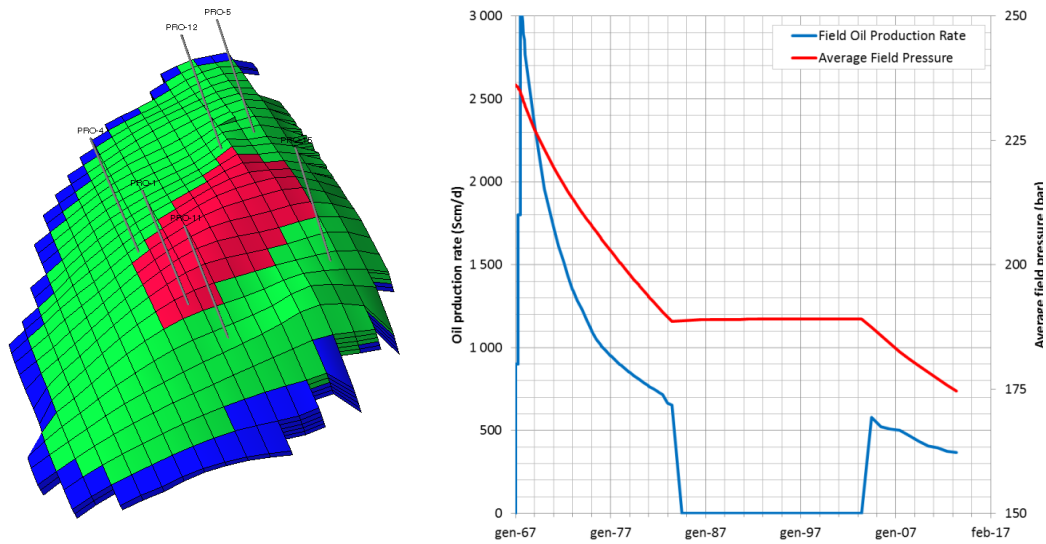 PRO-5
PRO-12
PRO-4
PRO-15
PRO-1
PRO-11
3 000
2 500
2 000
1 500
1 000
500
0
Oil production rate (Scm/d)
Field Oil Production Rate
Average Field Pressure
250
225
200
175
150
Average field pressure (bar)
gen-67
gen-77
gen-87
gen-97
gen-07
feb-17